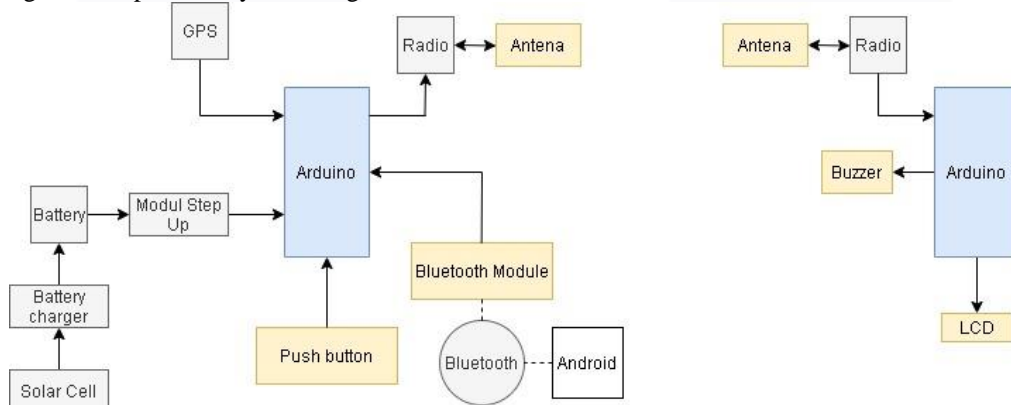 GPS
Radio
Antena
Antena
Radio
Arduino
Arduino
Buzzer
Battery
Modul Step
Up
Bluetooth Module
Battery
charger
LCD
Push button
Bluetooth
Android
Solar Cell